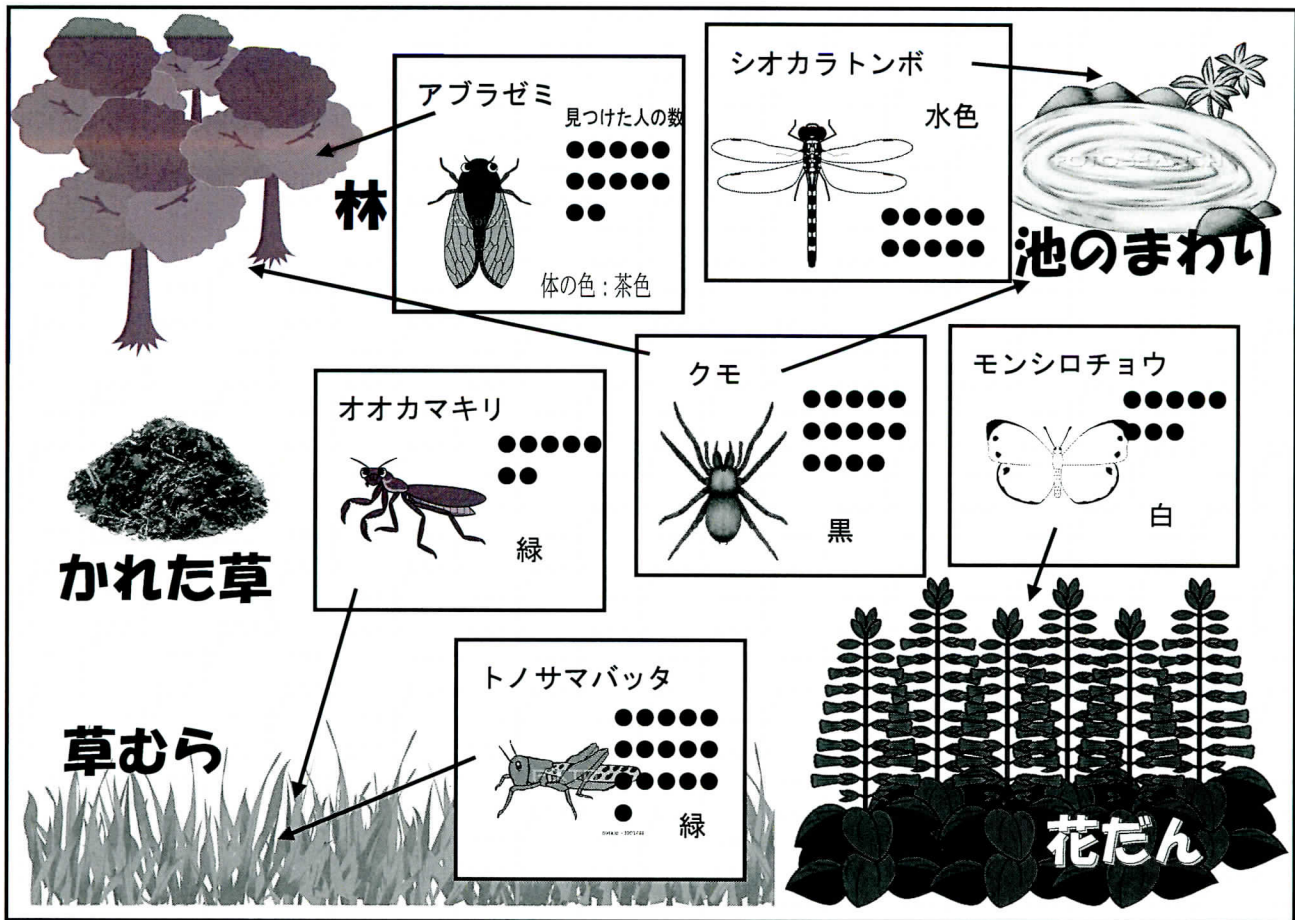 アブラゼミ
見つけた人の数
体の色：茶色
林
シオカラトンボ
水色
FOTOSEARCH
池のまわり
オオカマキリ
緑
クモ
黒
モンシロチョウ
白
かれた草
トノサマバッタ
緑
草むら
花だん